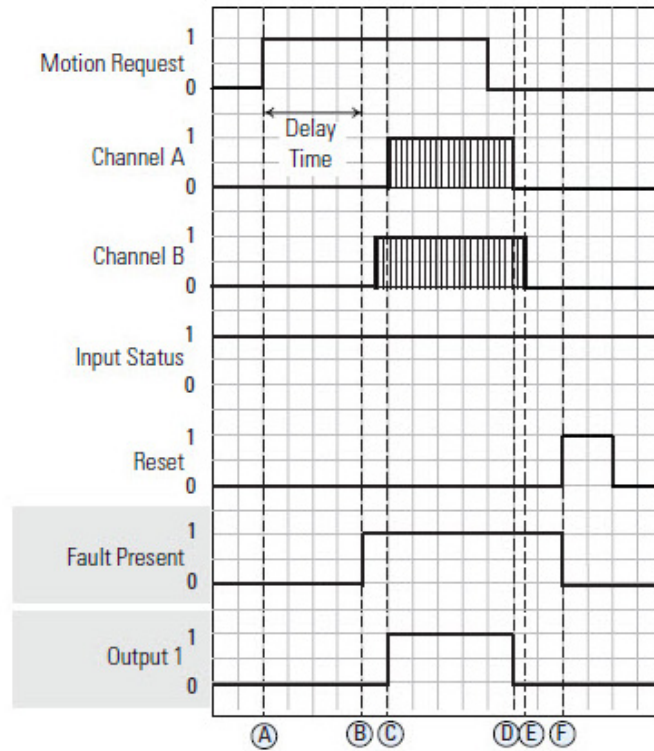 1
Motion Request
0
Delay
Time
1
Channel A
0
1
Channel B
0
1
Input Status
0
1
Reset
0
1
Fault Present
0
1
Output 1
0
A B C D E F